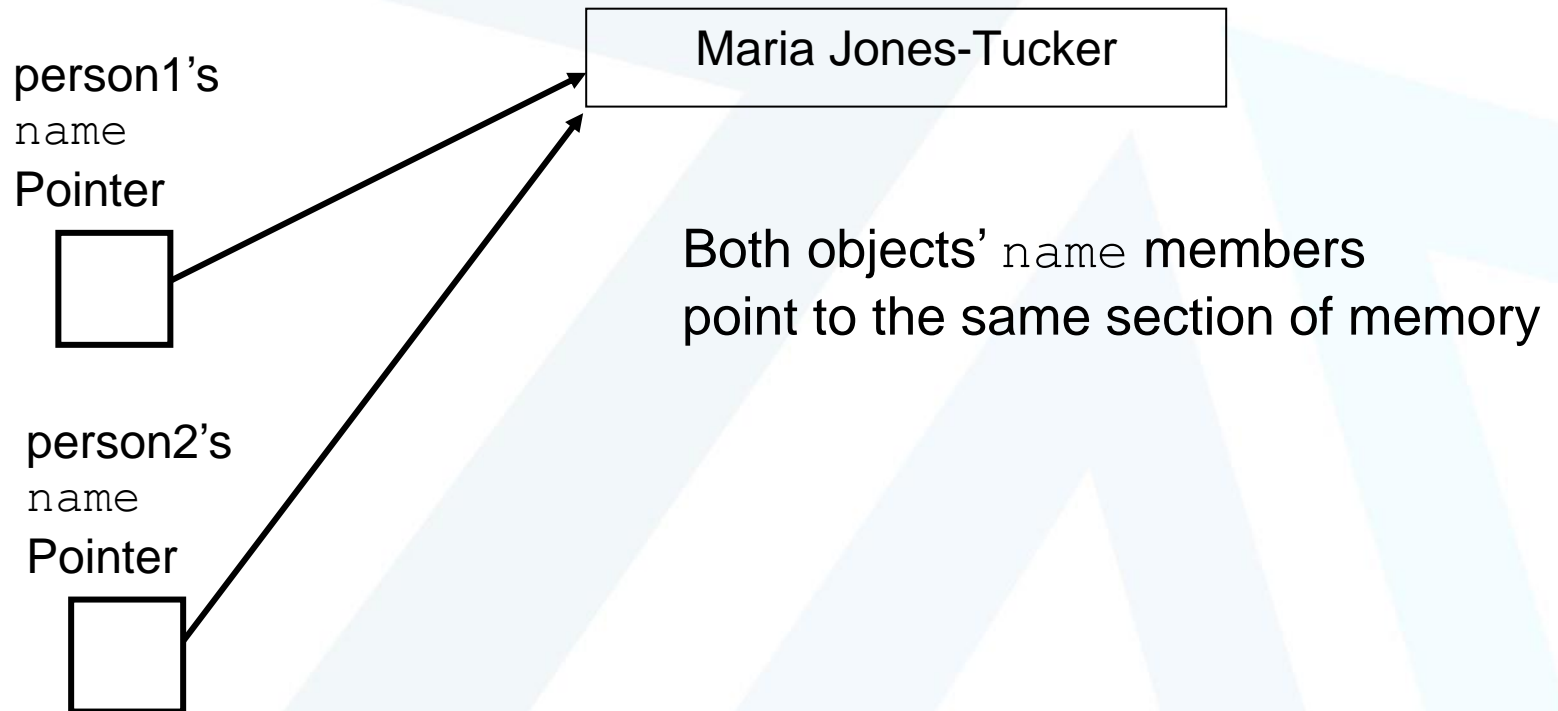 Maria Jones-Tucker
person1’s
name
Pointer
Both objects’ name members
point to the same section of memory
person2’s
name
Pointer